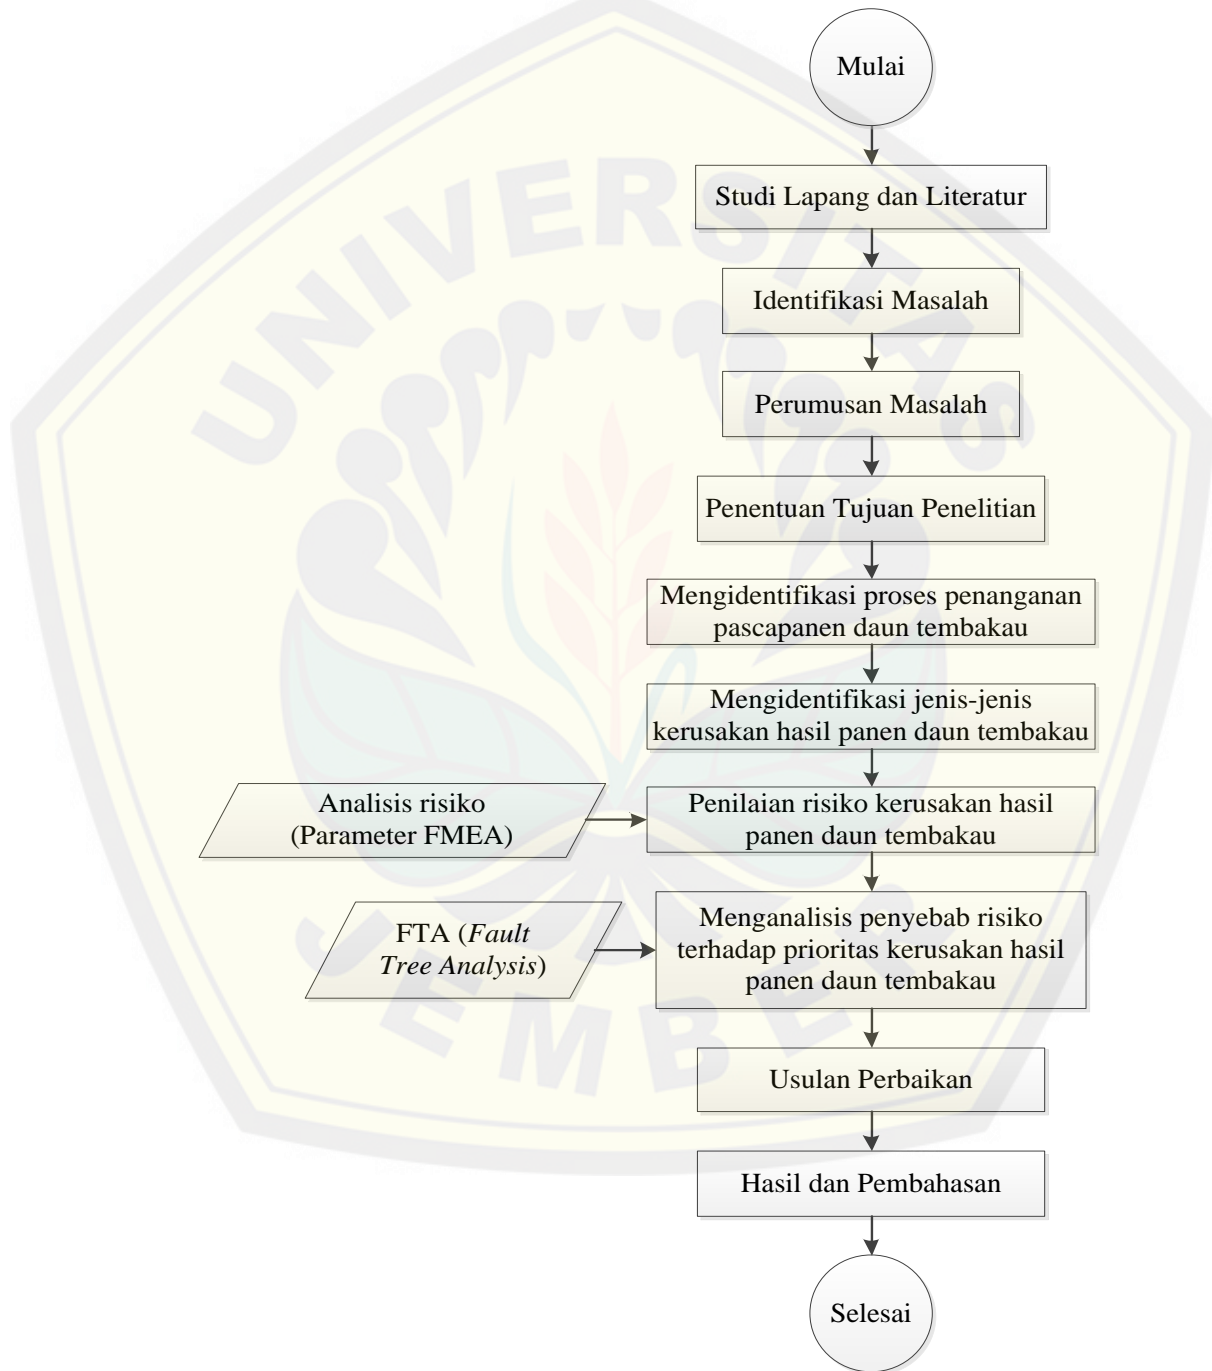 UNIVERSITAS
JEMBER
Mulai
Studi Lapang dan Literatur
Identifikasi Masalah
Perumusan Masalah
Penentuan Tujuan Penelitian
Mengidentifikasi proses penanganan
pascapanen daun tembakau
Mengidentifikasi jenis-jenis
kerusakan hasil panen daun tembakau
Analisis risiko
(Parameter FMEA)
Penilaian risiko kerusakan hasil
panen daun tembakau
FTA (Fault
Tree Analysis)
Menganalisis penyebab risiko
terhadap prioritas kerusakan hasil
panen daun tembakau
Usulan Perbaikan
Hasil dan Pembahasan
Selesai